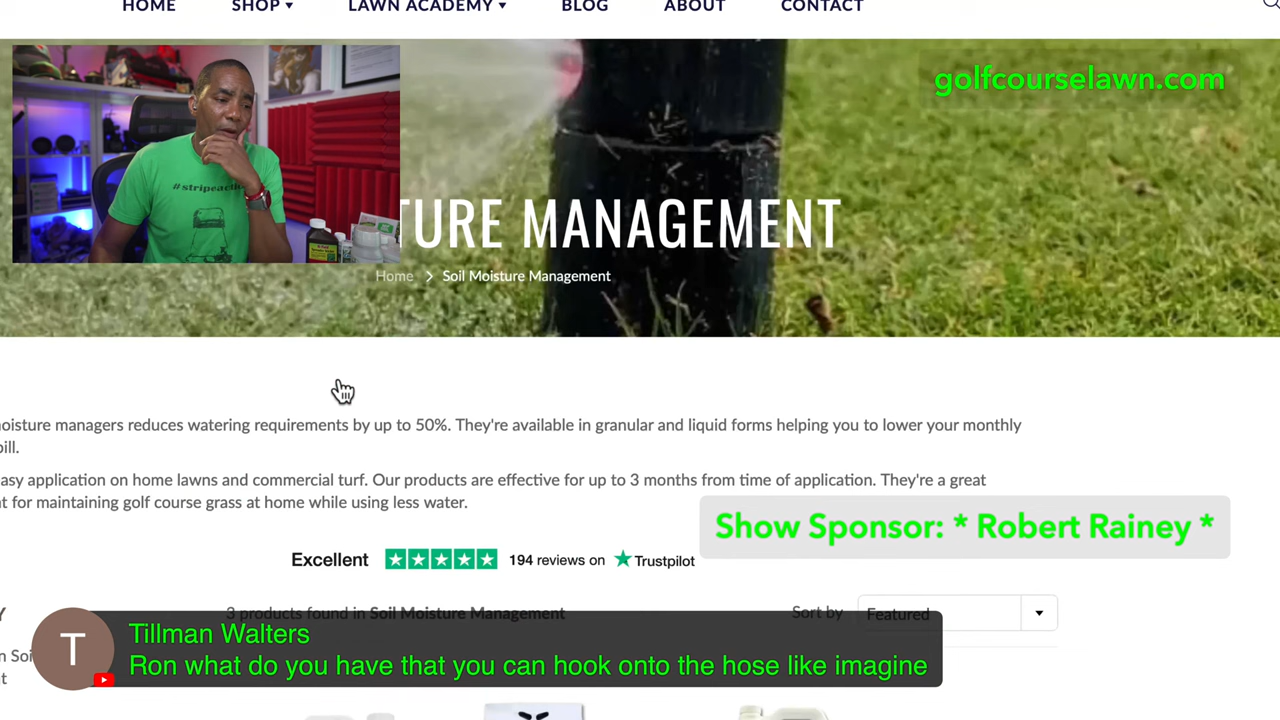 HOME SHOP ▾ LAWN ACADEMY ▾ BLOG ABOUT CONTACT
golfcourselawn.com
#stripeact
TURE MANAGEMENT
Home > Soil Moisture Management
moisture managers reduces watering requirements by up to 50%. They're available in granular and liquid forms helping you to lower your monthly
bill.
easy application on home lawns and commercial turf. Our products are effective for up to 3 months from time of application. They're a great
t for maintaining golf course grass at home while using less water.
Show Sponsor: * Robert Rainey *
Excellent 194 reviews on Trustpilot
Y
3 products found in Soil Moisture Management
Sort by Featured
n Soi
t
T
Tillman Walters
Ron what do you have that you can hook onto the hose like imagine